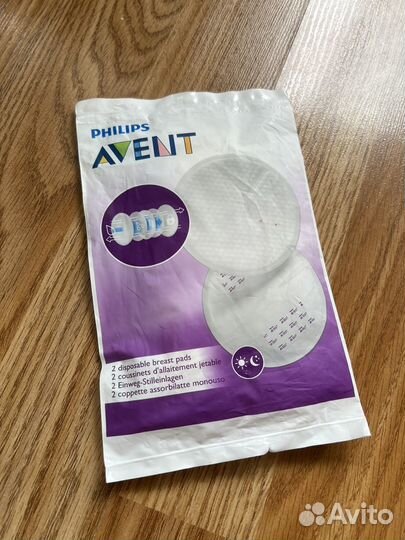 PHILIPS
AVENT
2 disposable breast pads
2 coussinets d'allaitement jetable
2 Einweg-Stilleinlagen
2 coppette assorbilatte monouso
Avito